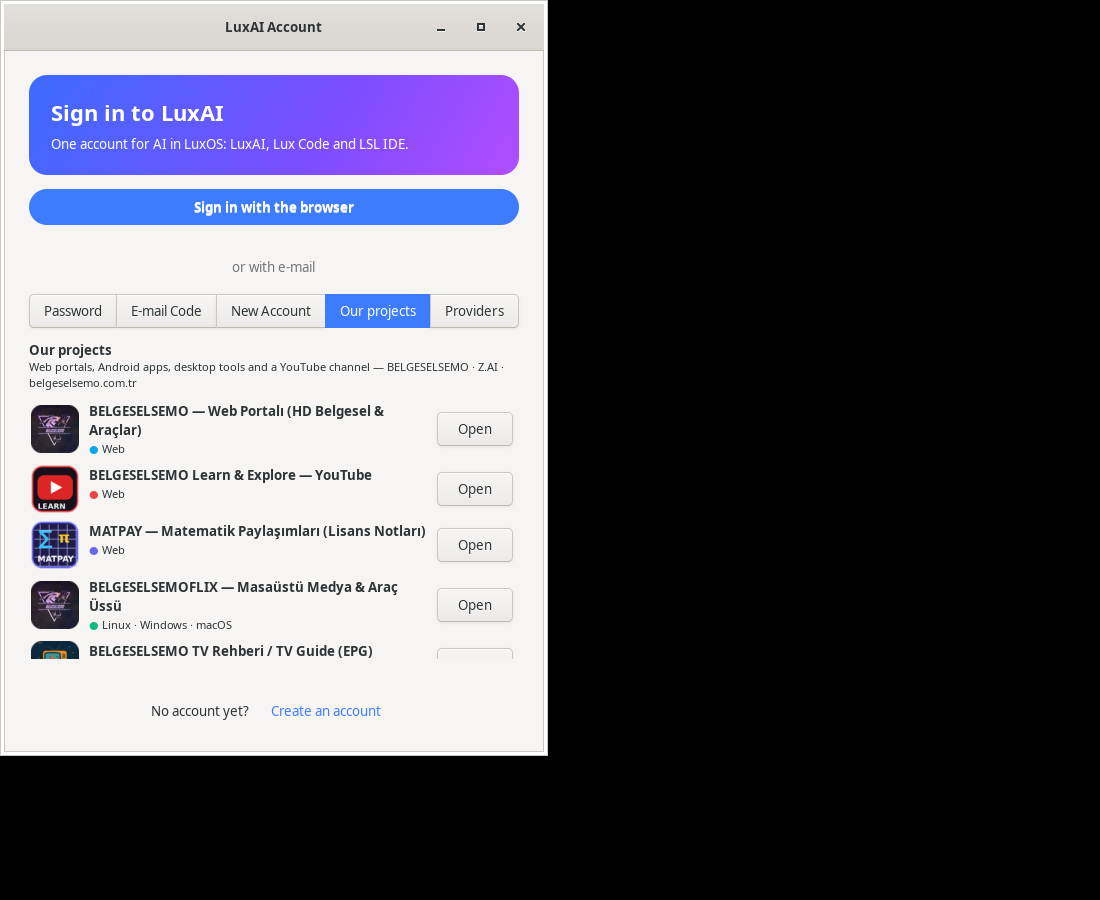 LuxAI Account
Sign in to LuxAI
One account for AI in LuxOS: LuxAI, Lux Code and LSL IDE.
Sign in with the browser
or with e-mail
Password
E-mail Code
New Account
Our projects
Providers
Our projects
Web portals, Android apps, desktop tools and a YouTube channel — BELGESELSEMO · Z.AI ·
belgeselsemo.com.tr
BELGESELSEMO — Web Portalı (HD Belgesel &
Araçlar)
Web
Open
LEARN
BELGESELSEMO Learn & Explore — YouTube
Web
Open
Σ π
MATPAY
MATPAY — Matematik Paylaşımları (Lisans Notları)
Web
Open
BELGESELSEMOFLIX — Masaüstü Medya & Araç
Üssü
Linux · Windows · macOS
Open
BELGESELSEMO TV Rehberi / TV Guide (EPG)
No account yet?
Create an account